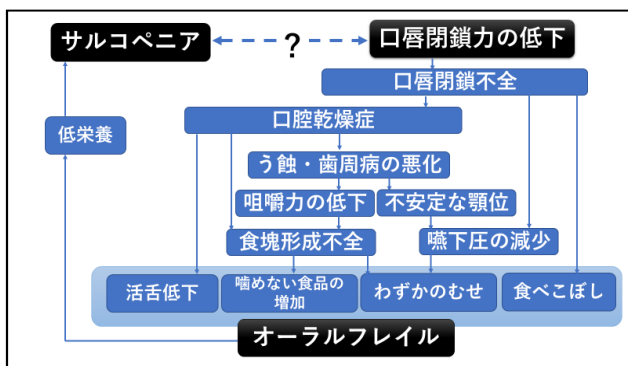 サルコペニア
?
口唇閉鎖力の低下
口唇閉鎖不全
口腔乾燥症
低栄養
う蝕・歯周病の悪化
咀嚼力の低下
不安定な顎位
食塊形成不全
嚥下圧の減少
活舌低下
噛めない食品の
増加
わずかのむせ
食べこぼし
オーラルフレイル